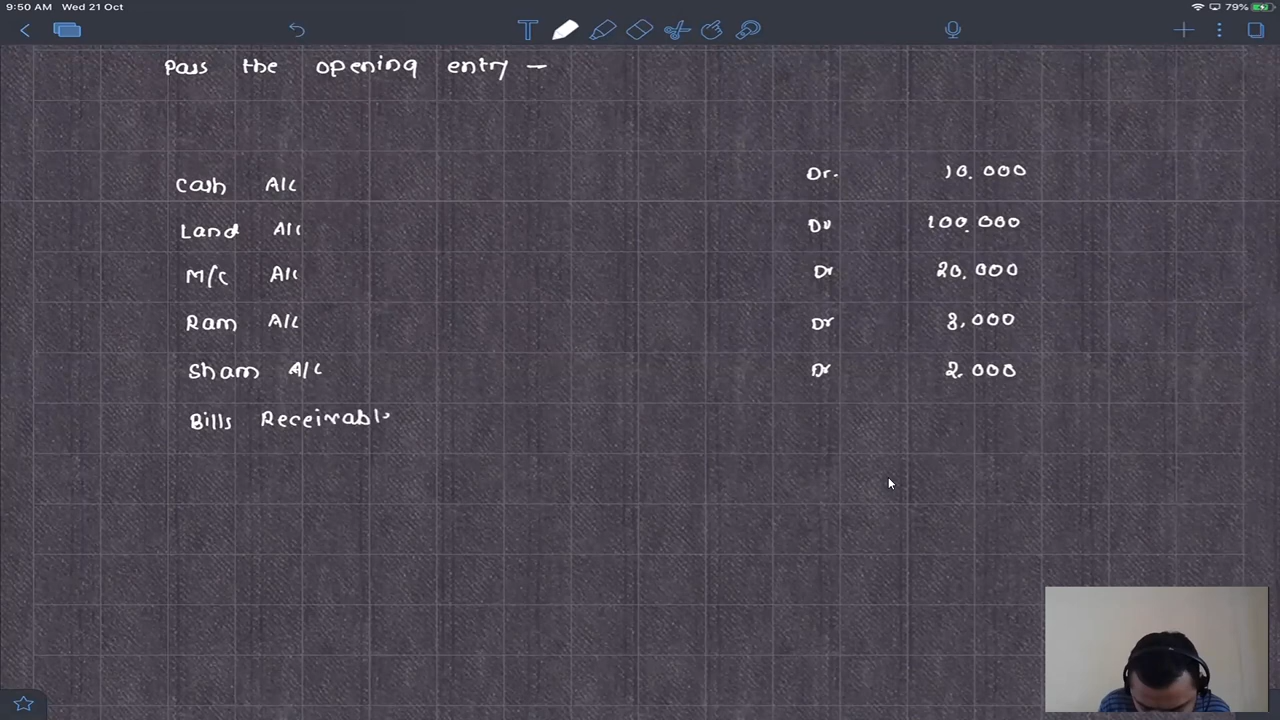 9:50 AM Wed 21 Oct 79%
Pass the opening entry –
Cash A/c Dr. 10,000
Land A/c Dr 100,000
M/C A/c Dr 20,000
Ram A/c Dr 8,000
Sham A/c Dr 2,000
Bills Receivable